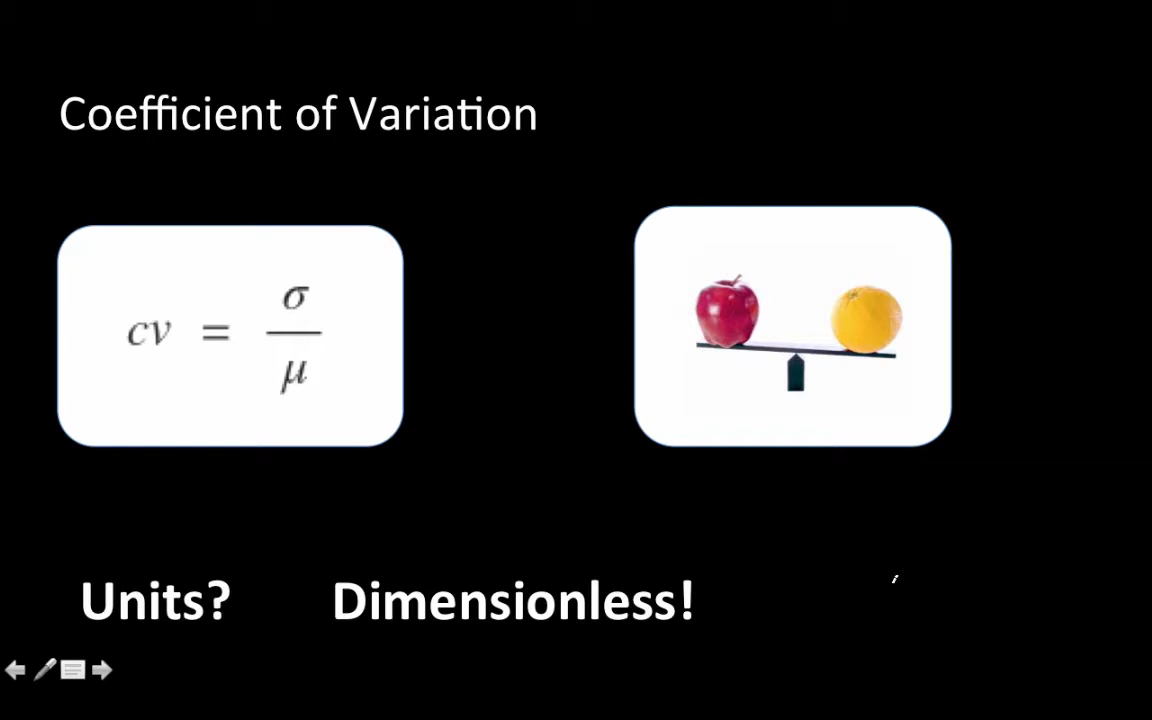 Coefficient of Variation
cv = σ / μ
Units? Dimensionless!